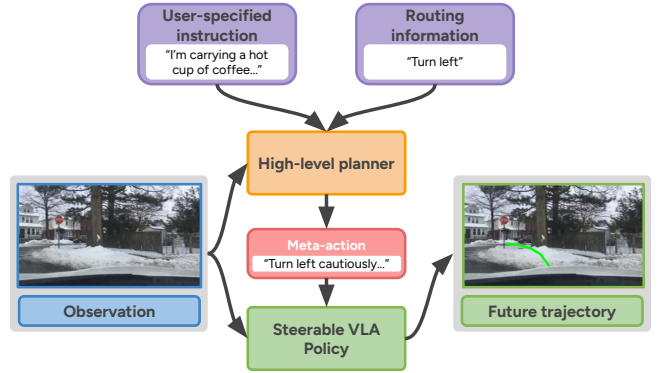 User-specified
instruction
“I'm carrying a hot
cup of coffee...”
Routing
information
“Turn left”
High-level planner
Meta-action
“Turn left cautiously...”
Observation
Steerable VLA
Policy
Future trajectory